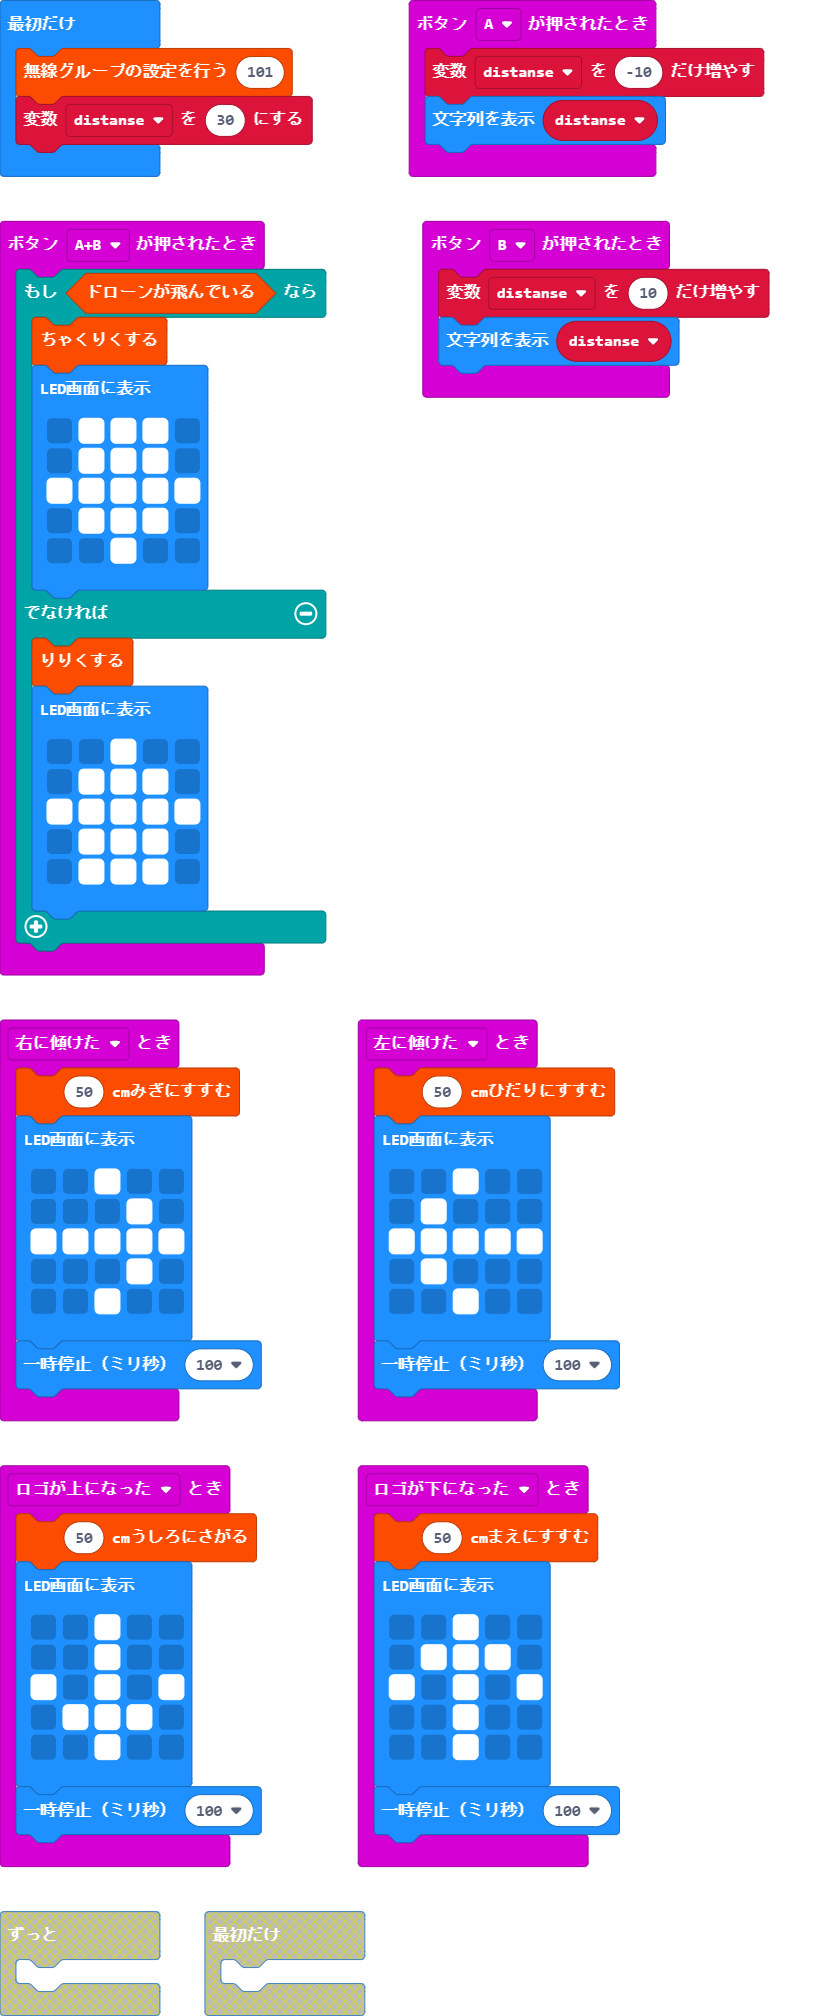 最初だけ
無線グループの設定を行う 101
変数 distanse を 30 にする
ボタン A が押されたとき
変数 distanse を -10 だけ増やす
文字列を表示 distanse
ボタン A+B が押されたとき
もし ドローンが飛んでいる なら
ちゃくりくする
LED画面に表示
でなければ
りりくする
LED画面に表示
ボタン B が押されたとき
変数 distanse を 10 だけ増やす
文字列を表示 distanse
右に傾けた とき
50 cmみぎにすすむ
LED画面に表示
一時停止（ミリ秒） 100
左に傾けた とき
50 cmひだりにすすむ
LED画面に表示
一時停止（ミリ秒） 100
ロゴが上になった とき
50 cmうしろにさがる
LED画面に表示
一時停止（ミリ秒） 100
ロゴが下になった とき
50 cmまえにすすむ
LED画面に表示
一時停止（ミリ秒） 100
ずっと
最初だけ